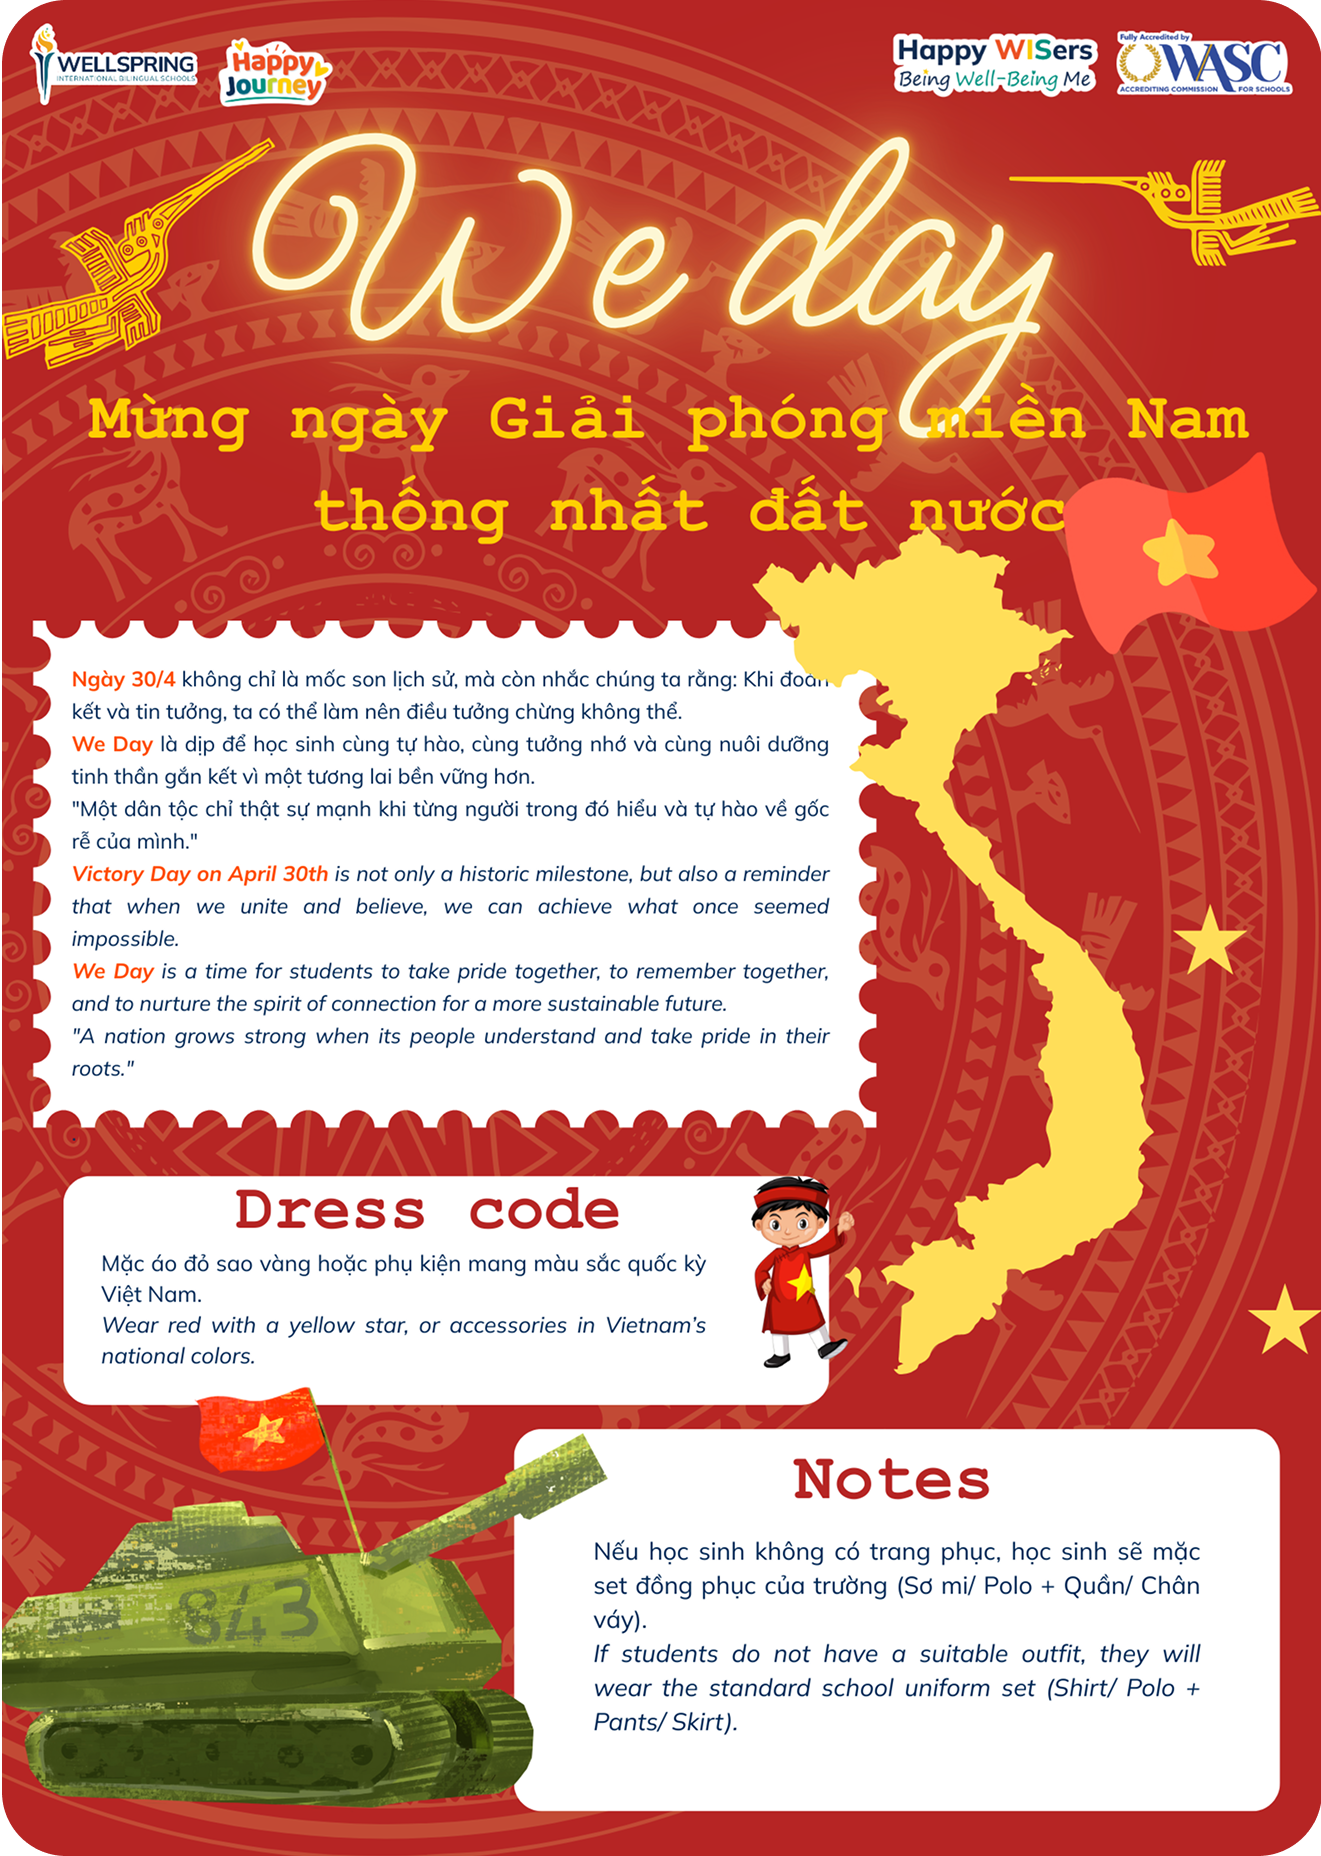 WELLSPRING
INTERNATIONAL BILINGUAL SCHOOLS
Happy
Journey
Happy WISers
Being Well-Being Me
Fully Accredited by
WASC
ACCREDITING COMMISSION FOR SCHOOLS
We day
Mừng ngày Giải phóng miền Nam
thống nhất đất nước
Ngày 30/4 không chỉ là mốc son lịch sử, mà còn nhắc chúng ta rằng: Khi đoàn
kết và tin tưởng, ta có thể làm nên điều tưởng chừng không thể.
We Day là dịp để học sinh cùng tự hào, cùng tưởng nhớ và cùng nuôi dưỡng
tinh thần gắn kết vì một tương lai bền vững hơn.
"Một dân tộc chỉ thật sự mạnh khi từng người trong đó hiểu và tự hào về gốc
rễ của mình."
Victory Day on April 30th is not only a historic milestone, but also a reminder
that when we unite and believe, we can achieve what once seemed
impossible.
We Day is a time for students to take pride together, to remember together,
and to nurture the spirit of connection for a more sustainable future.
"A nation grows strong when its people understand and take pride in their
roots."
Dress code
Mặc áo đỏ sao vàng hoặc phụ kiện mang màu sắc quốc kỳ
Việt Nam.
Wear red with a yellow star, or accessories in Vietnam's
national colors.
843
Notes
Nếu học sinh không có trang phục, học sinh sẽ mặc
set đồng phục của trường (Sơ mi/ Polo + Quần/ Chân
váy).
If students do not have a suitable outfit, they will
wear the standard school uniform set (Shirt/ Polo +
Pants/ Skirt).